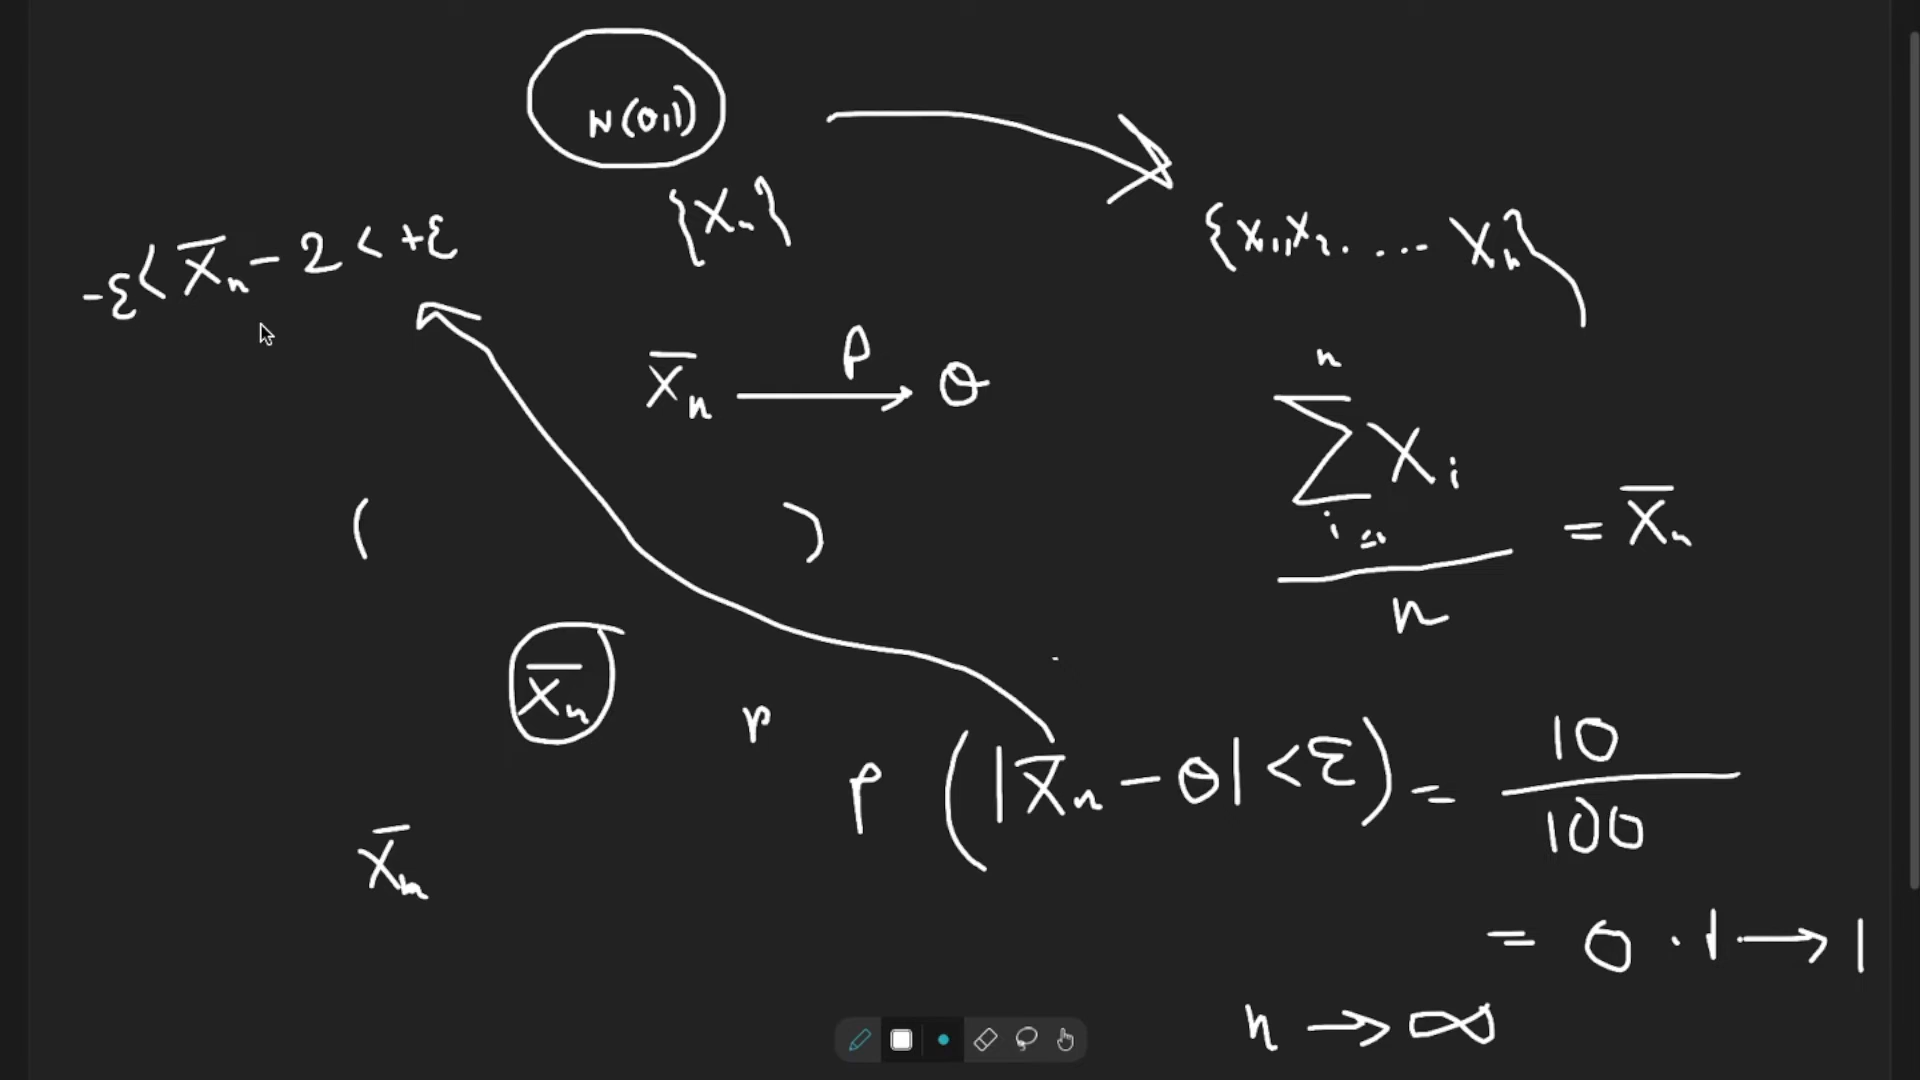 N(0,1)
{Xn}
{X1,X2, .... Xn}
-ε< X̄n - 2 < +ε
X̄n →P θ
n
∑ Xi
i=1
n
= X̄n
( )
X̄n
r
P (|X̄n - θ| < ε) = 10
100
X̄m
= 0.1 → 1
n → ∞